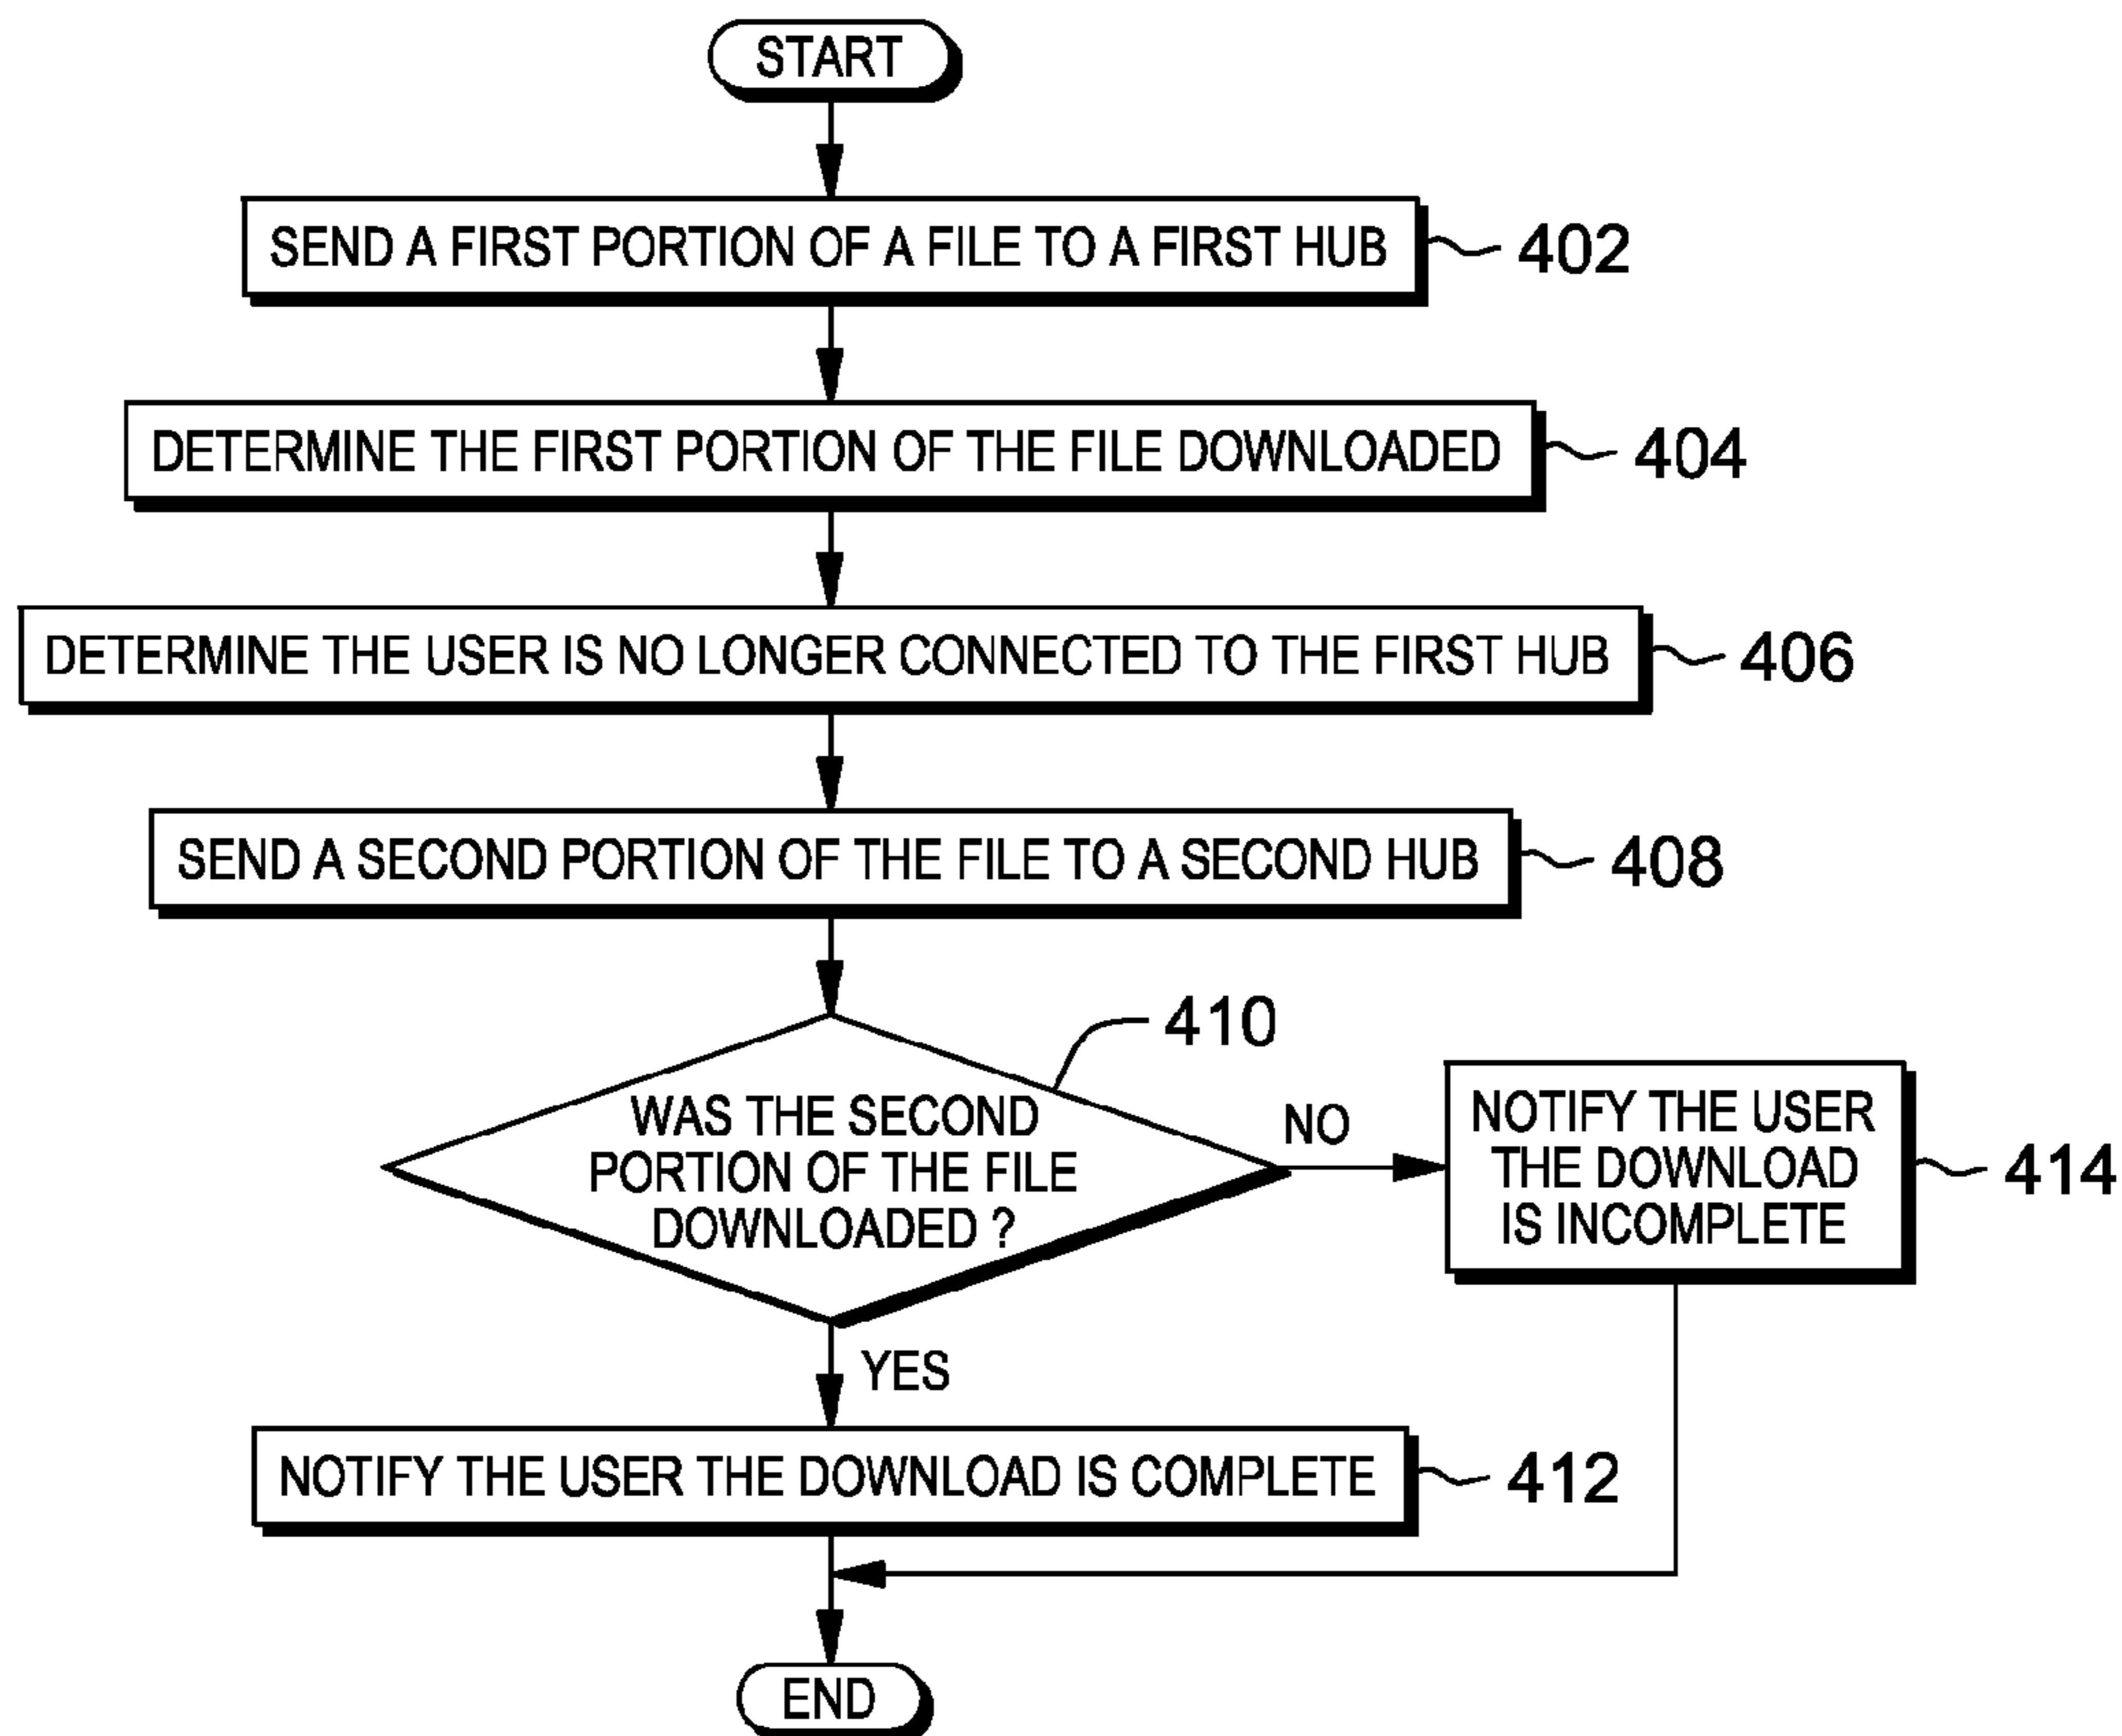 START
SEND A FIRST PORTION OF A FILE TO A FIRST HUB
402
DETERMINE THE FIRST PORTION OF THE FILE DOWNLOADED
404
DETERMINE THE USER IS NO LONGER CONNECTED TO THE FIRST HUB
406
SEND A SECOND PORTION OF THE FILE TO A SECOND HUB
408
410
WAS THE SECOND
PORTION OF THE FILE
DOWNLOADED ?
NO
NOTIFY THE USER
THE DOWNLOAD
IS INCOMPLETE
414
YES
NOTIFY THE USER THE DOWNLOAD IS COMPLETE
412
END